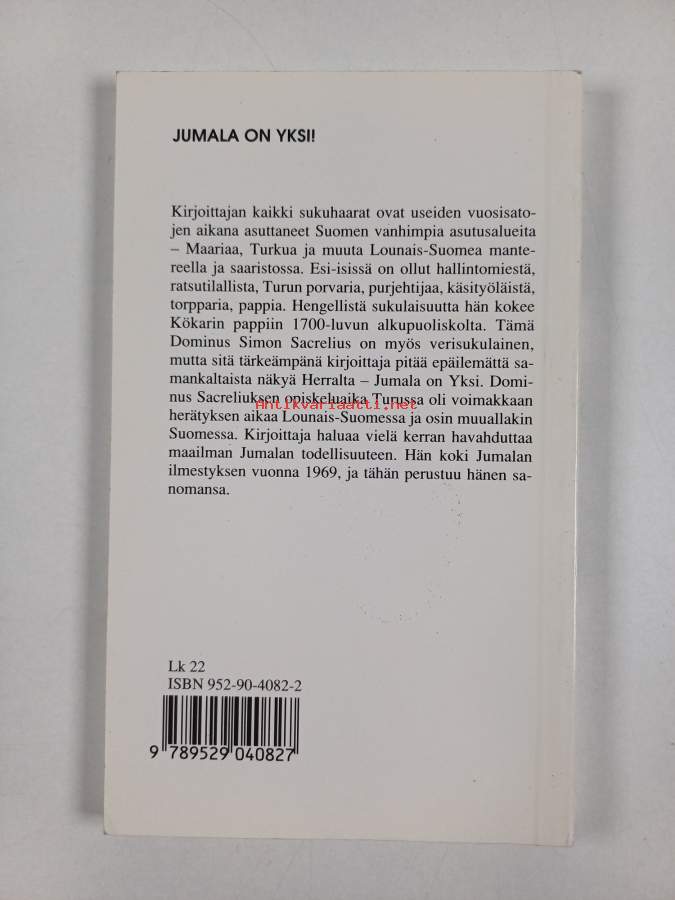 JUMALA ON YKSI!
Kirjoittajan kaikki sukuhaarat ovat useiden vuosisato-
jen aikana asuttaneet Suomen vanhimpia asutusalueita
– Maariaa, Turkua ja muuta Lounais-Suomea mante-
reella ja saaristossa. Esi-isissä on ollut hallintomiestä,
ratsutilallista, Turun porvaria, purjehtijaa, käsityöläistä,
torpparia, pappia. Hengellistä sukulaisuutta hän kokee
Kökarin pappiin 1700-luvun alkupuoliskolta. Tämä
Dominus Simon Sacrelius on myös verisukulainen,
mutta sitä tärkeämpänä kirjoittaja pitää epäilemättä sa-
mankaltaista näkyä Herralta – Jumala on Yksi. Domi-
nus Sacreliuksen opiskeluaika Turussa oli voimakkaan
Antikvariaatti.net
herätyksen aikaa Lounais-Suomessa ja osin muuallakin
Suomessa. Kirjoittaja haluaa vielä kerran havahduttaa
maailman Jumalan todellisuuteen. Hän koki Jumalan
ilmestyksen vuonna 1969, ja tähän perustuu hänen sa-
nomansa.
Lk 22
ISBN 952-90-4082-2
9 789529 040827